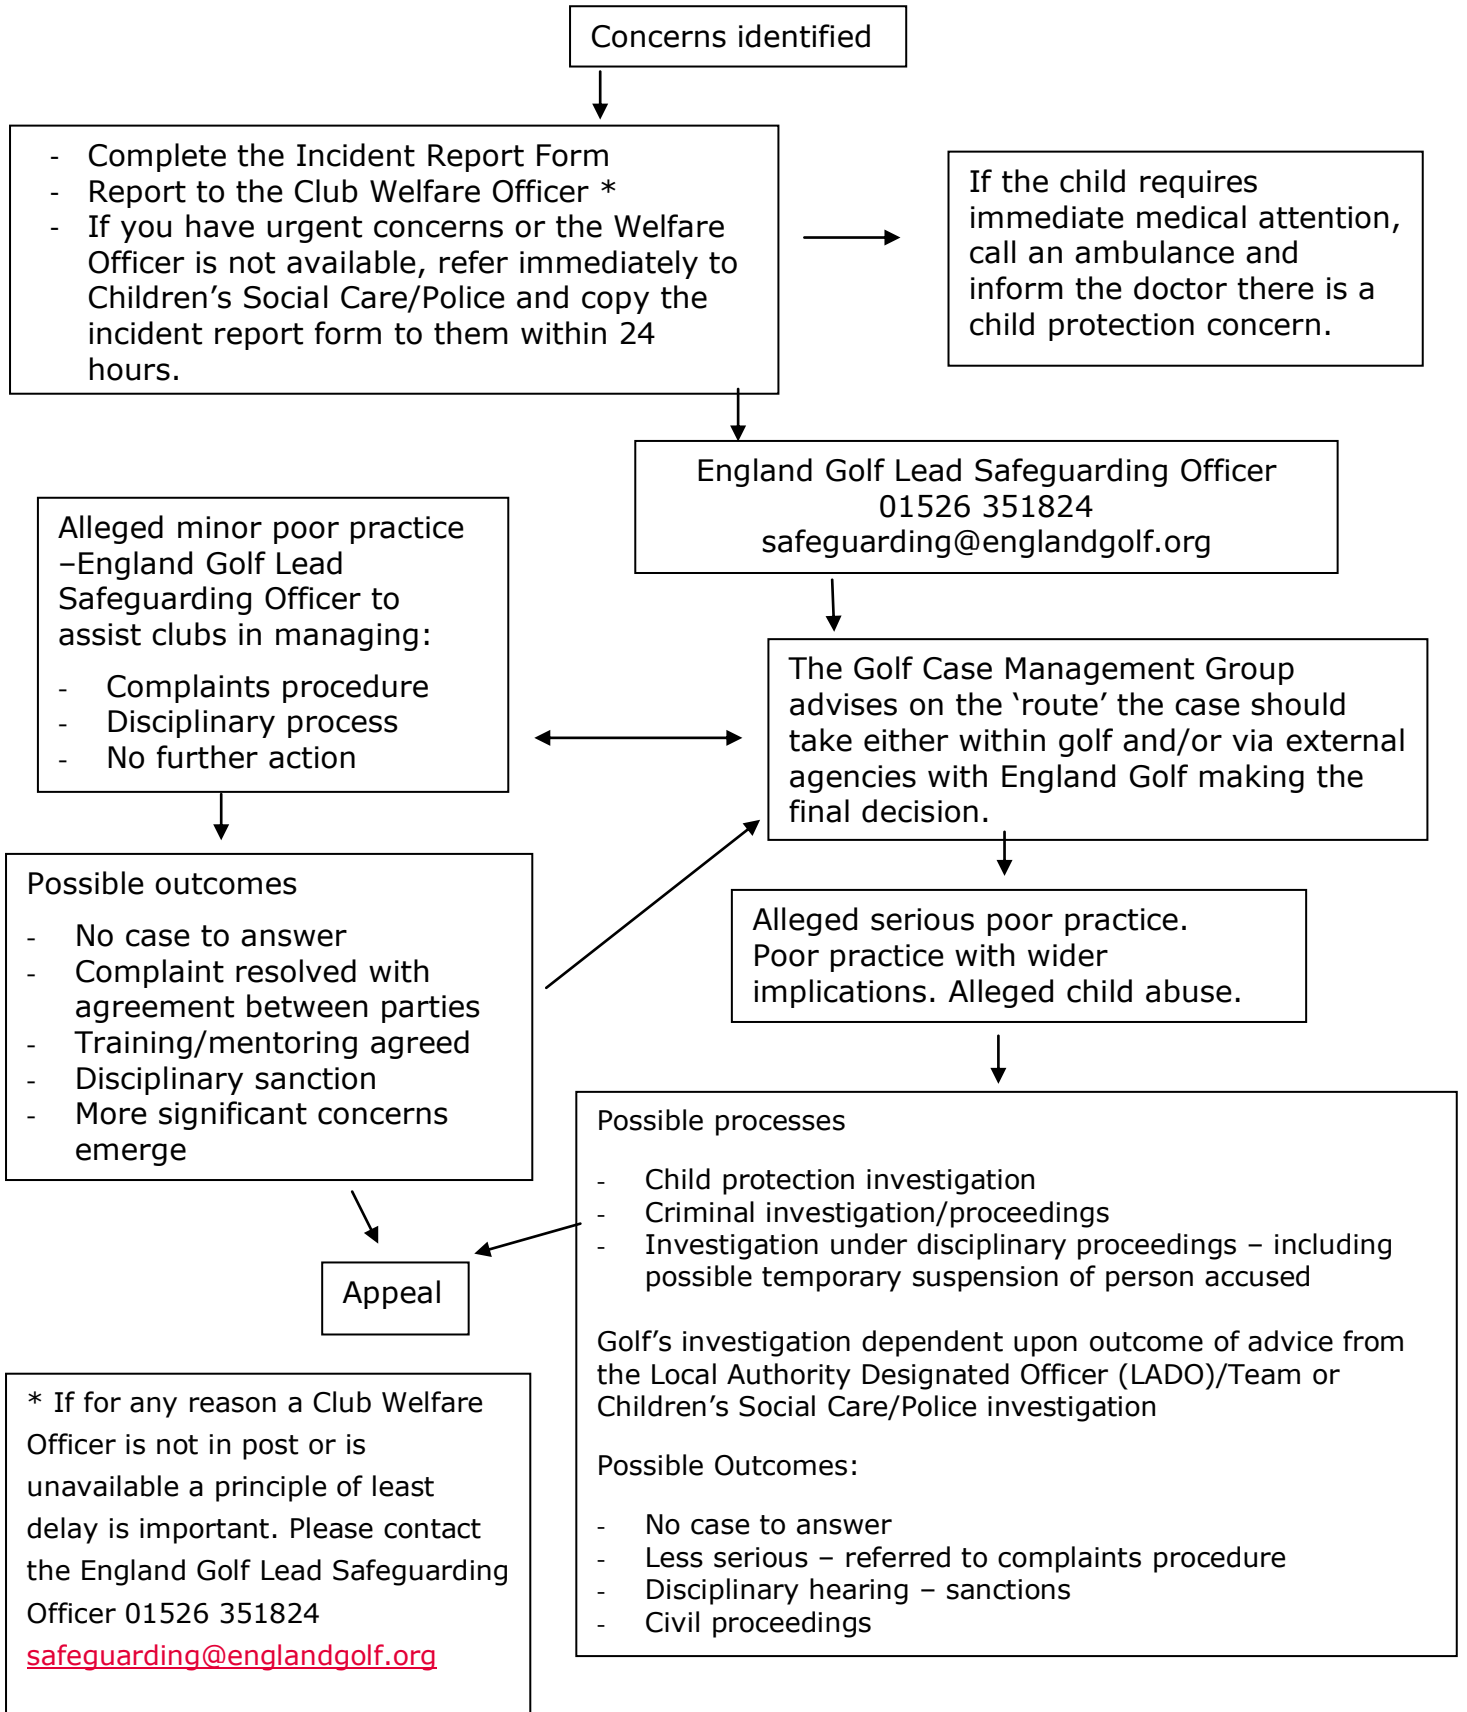 Concerns identified
- Complete the Incident Report Form
- Report to the Club Welfare Officer *
- If you have urgent concerns or the Welfare
Officer is not available, refer immediately to
Children’s Social Care/Police and copy the
incident report form to them within 24
hours.
If the child requires
immediate medical attention,
call an ambulance and
inform the doctor there is a
child protection concern.
England Golf Lead Safeguarding Officer
01526 351824
safeguarding@englandgolf.org
Alleged minor poor practice
–England Golf Lead
Safeguarding Officer to
assist clubs in managing:
- Complaints procedure
- Disciplinary process
- No further action
The Golf Case Management Group
advises on the ‘route’ the case should
take either within golf and/or via external
agencies with England Golf making the
final decision.
Possible outcomes
- No case to answer
- Complaint resolved with
agreement between parties
- Training/mentoring agreed
- Disciplinary sanction
- More significant concerns
emerge
Alleged serious poor practice.
Poor practice with wider
implications. Alleged child abuse.
Possible processes
- Child protection investigation
- Criminal investigation/proceedings
- Investigation under disciplinary proceedings – including
possible temporary suspension of person accused
Golf’s investigation dependent upon outcome of advice from
the Local Authority Designated Officer (LADO)/Team or
Children’s Social Care/Police investigation
Possible Outcomes:
- No case to answer
- Less serious – referred to complaints procedure
- Disciplinary hearing – sanctions
- Civil proceedings
Appeal
* If for any reason a Club Welfare
Officer is not in post or is
unavailable a principle of least
delay is important. Please contact
the England Golf Lead Safeguarding
Officer 01526 351824
safeguarding@englandgolf.org